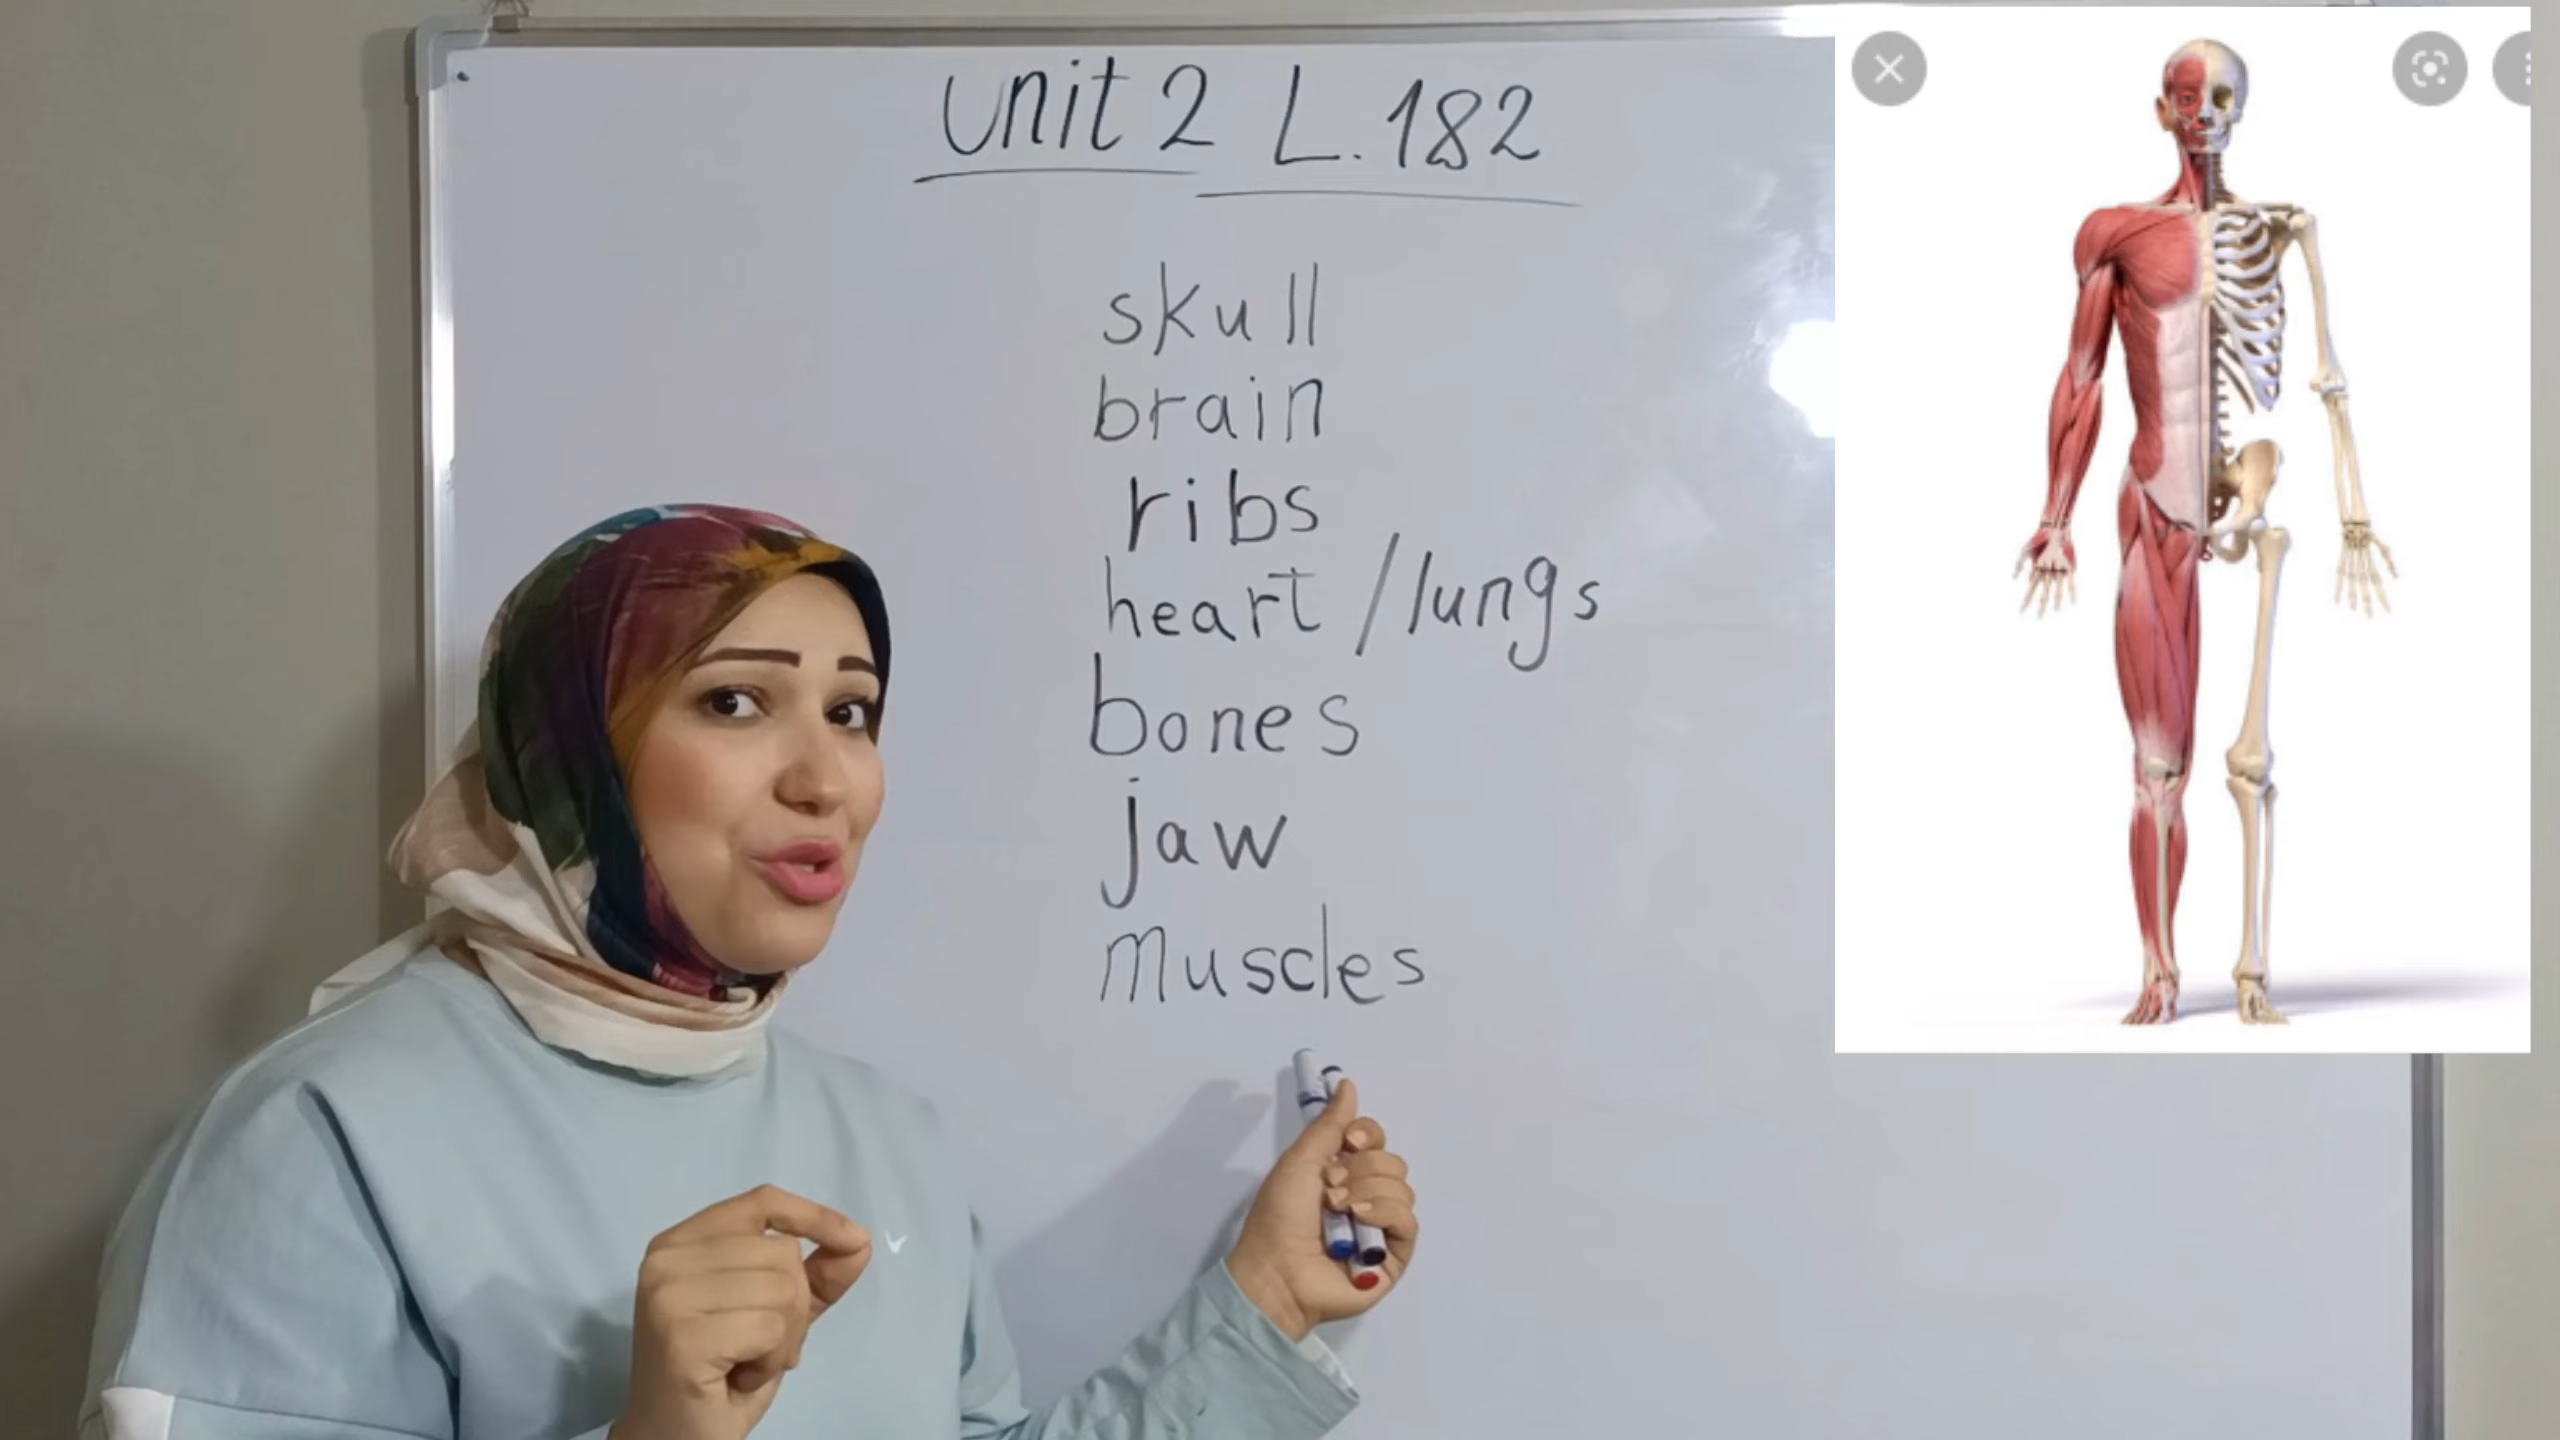 Unit 2 L. 182
skull
brain
ribs
heart / lungs
bones
jaw
Muscles